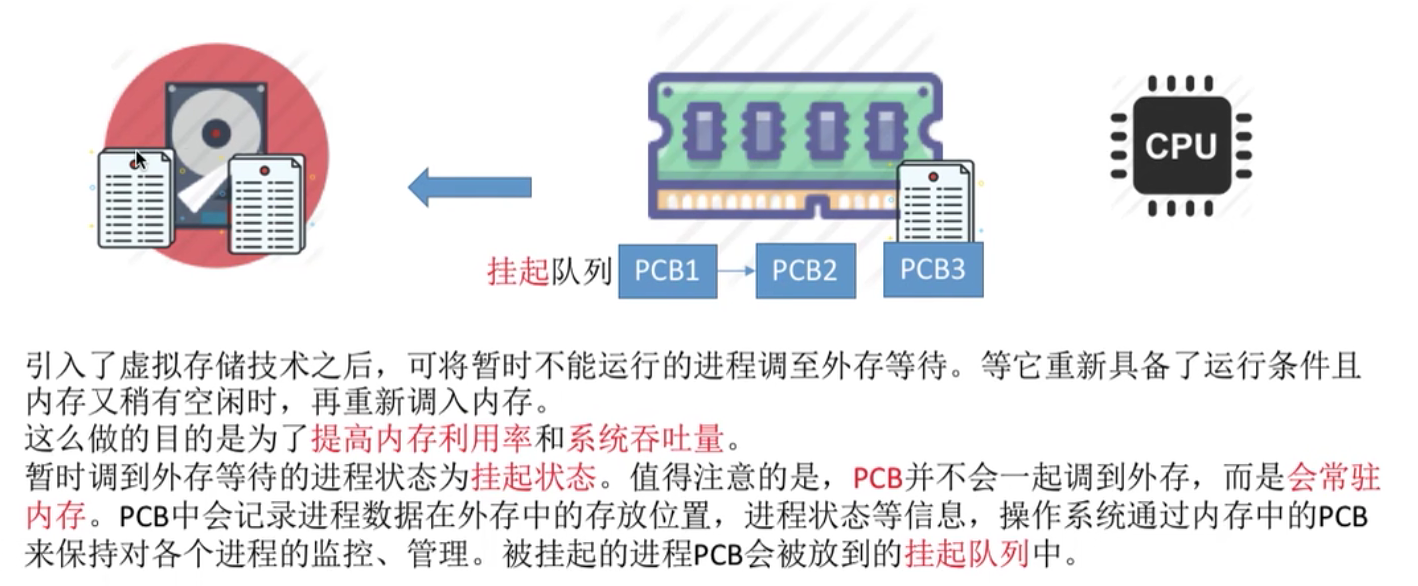 CPU
挂起队列 PCB1 PCB2 PCB3
引入了虚拟存储技术之后，可将暂时不能运行的进程调至外存等待。等它重新具备了运行条件且
内存又稍有空闲时，再重新调入内存。
这么做的目的是为了提高内存利用率和系统吞吐量。
暂时调到外存等待的进程状态为挂起状态。值得注意的是，PCB并不会一起调到外存，而是会常驻
内存。PCB中会记录进程数据在外存中的存放位置，进程状态等信息，操作系统通过内存中的PCB
来保持对各个进程的监控、管理。被挂起的进程PCB会被放到的挂起队列中。